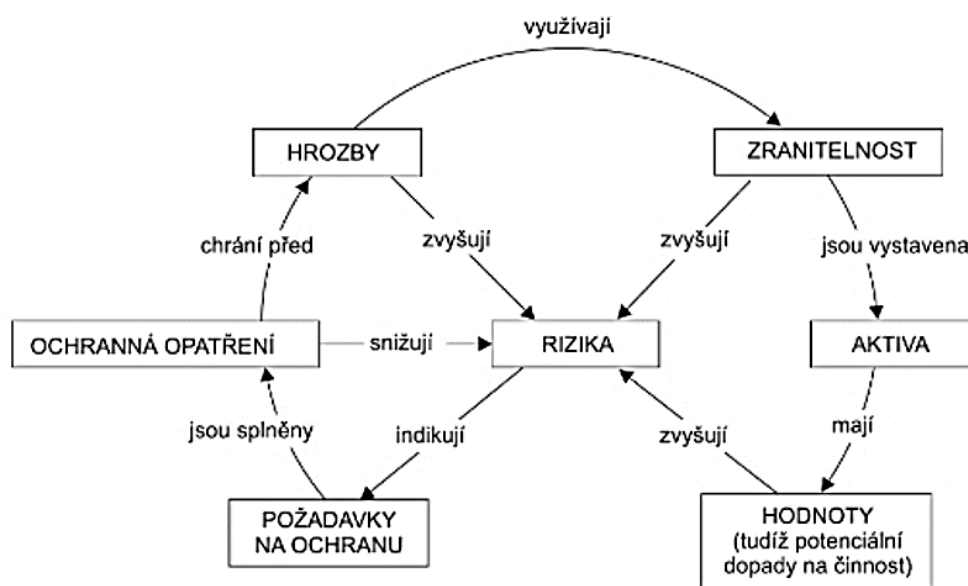 využívají
HROZBY
ZRANITELNOST
chrání před
zvyšují
zvyšují
jsou vystavena
OCHRANNÁ OPATŘENÍ
snižují
RIZIKA
AKTIVA
jsou splněny
indikují
zvyšují
mají
POŽADAVKY
NA OCHRANU
HODNOTY
(tudíž potenciální
dopady na činnost)